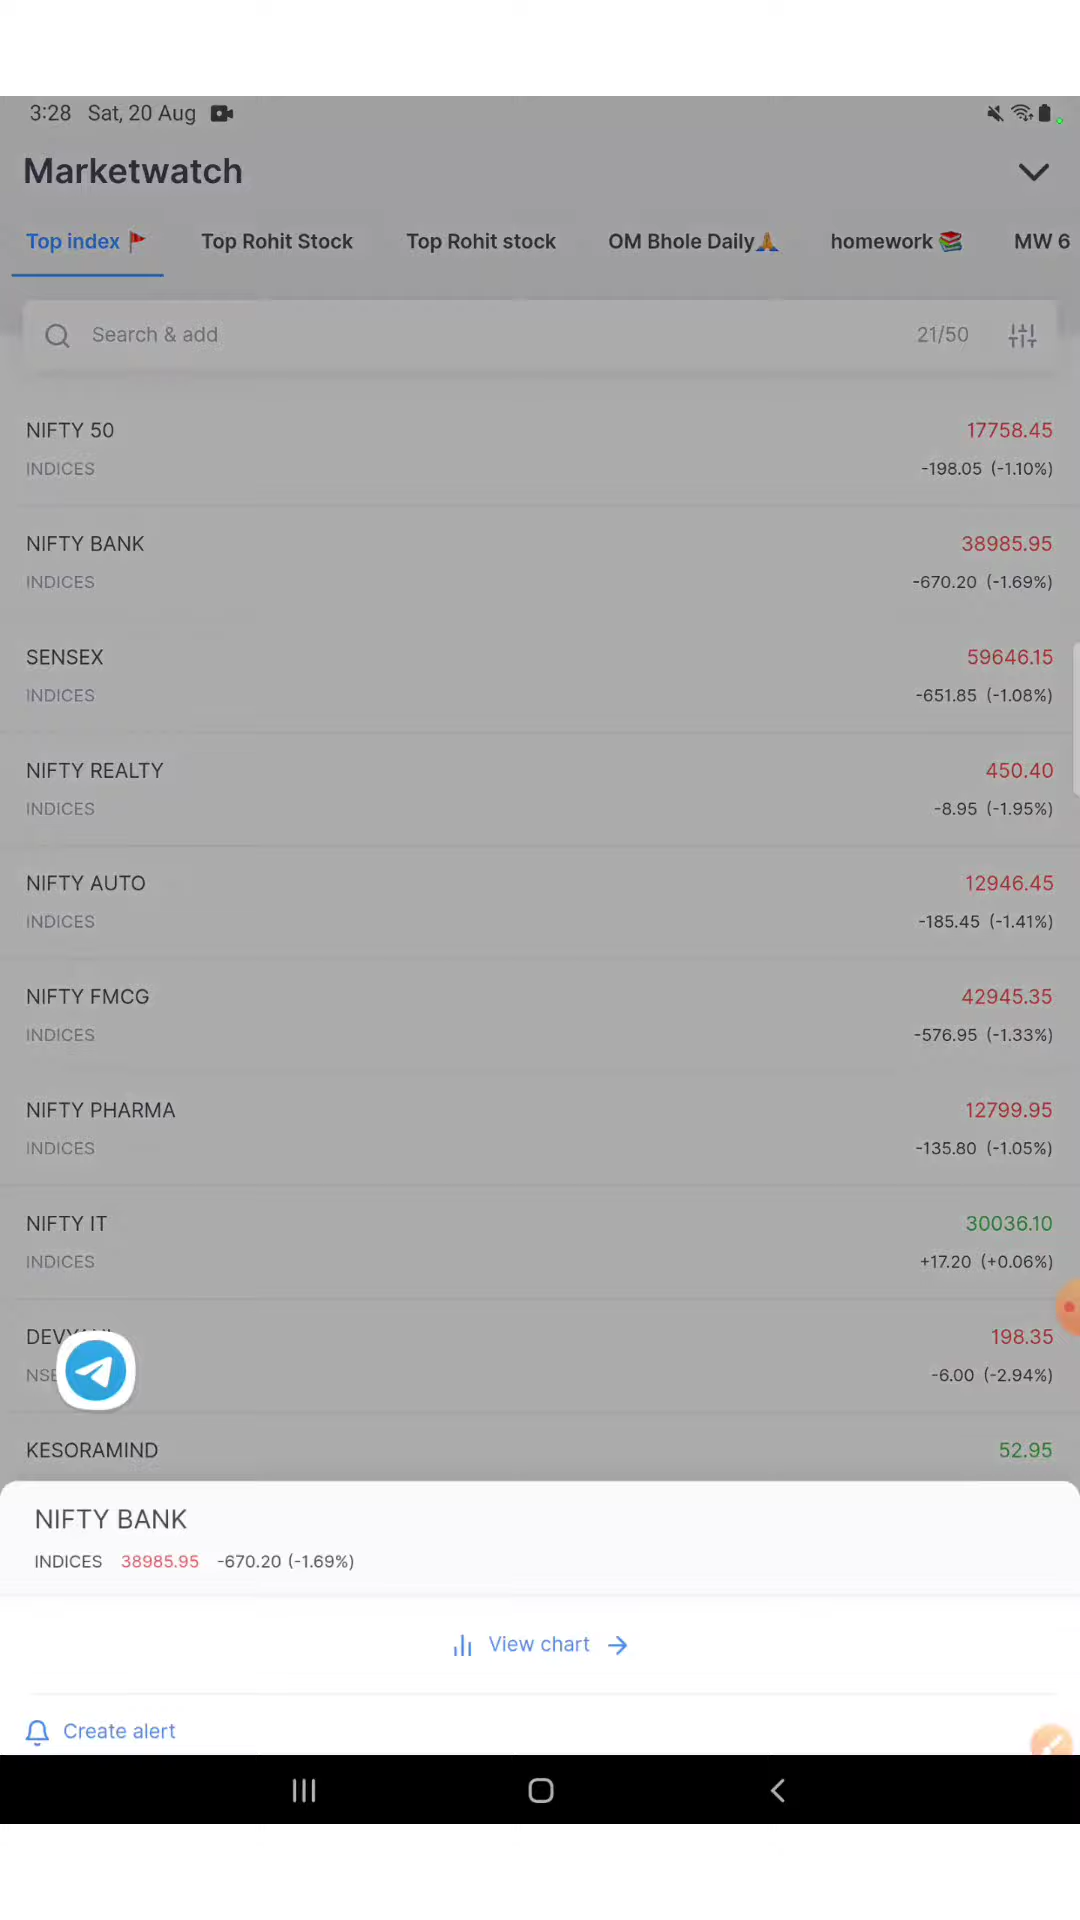 3:28 Sat, 20 Aug
Marketwatch
Top index Top Rohit Stock Top Rohit stock OM Bhole Daily homework MW 6
Search & add 21/50
NIFTY 50 17758.45
INDICES -198.05 (-1.10%)
NIFTY BANK 38985.95
INDICES -670.20 (-1.69%)
SENSEX 59646.15
INDICES -651.85 (-1.08%)
NIFTY REALTY 450.40
INDICES -8.95 (-1.95%)
NIFTY AUTO 12946.45
INDICES -185.45 (-1.41%)
NIFTY FMCG 42945.35
INDICES -576.95 (-1.33%)
NIFTY PHARMA 12799.95
INDICES -135.80 (-1.05%)
NIFTY IT 30036.10
INDICES +17.20 (+0.06%)
198.35
-6.00 (-2.94%)
KESORAMIND 52.95
NIFTY BANK
INDICES 38985.95 -670.20 (-1.69%)
View chart
Create alert